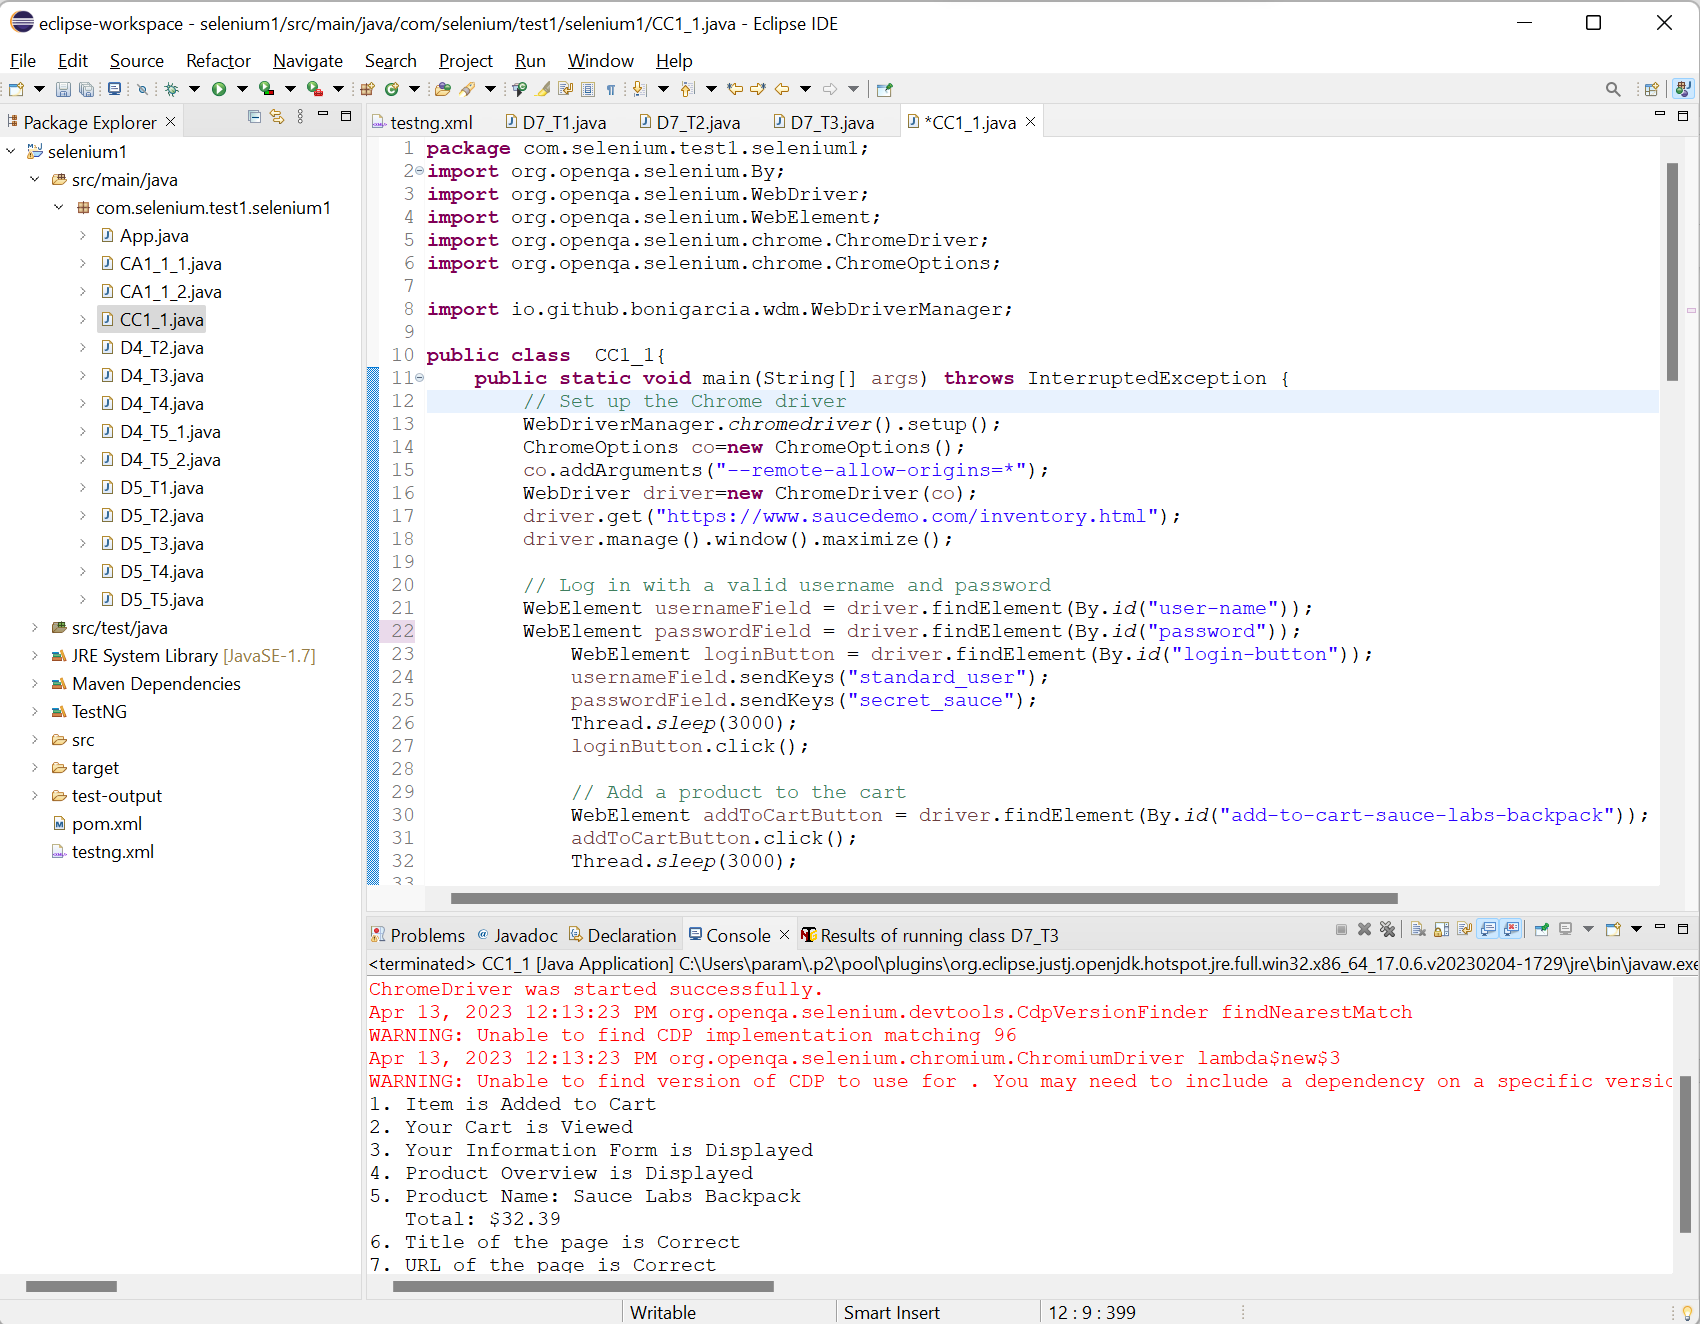 eclipse-workspace - selenium1/src/main/java/com/selenium/test1/selenium1/CC1_1.java - Eclipse IDE
File Edit Source Refactor Navigate Search Project Run Window Help
Package Explorer
selenium1
src/main/java
com.selenium.test1.selenium1
App.java
CA1_1_1.java
CA1_1_2.java
CC1_1.java
D4_T2.java
D4_T3.java
D4_T4.java
D4_T5_1.java
D4_T5_2.java
D5_T1.java
D5_T2.java
D5_T3.java
D5_T4.java
D5_T5.java
src/test/java
JRE System Library [JavaSE-1.7]
Maven Dependencies
TestNG
src
target
test-output
pom.xml
testng.xml
testng.xml D7_T1.java D7_T2.java D7_T3.java *CC1_1.java
1 package com.selenium.test1.selenium1;
2 import org.openqa.selenium.By;
3 import org.openqa.selenium.WebDriver;
4 import org.openqa.selenium.WebElement;
5 import org.openqa.selenium.chrome.ChromeDriver;
6 import org.openqa.selenium.chrome.ChromeOptions;
7
8 import io.github.bonigarcia.wdm.WebDriverManager;
9
10 public class  CC1_1{
11     public static void main(String[] args) throws InterruptedException {
12         // Set up the Chrome driver
13         WebDriverManager.chromedriver().setup();
14         ChromeOptions co=new ChromeOptions();
15         co.addArguments("--remote-allow-origins=*");
16         WebDriver driver=new ChromeDriver(co);
17         driver.get("https://www.saucedemo.com/inventory.html");
18         driver.manage().window().maximize();
19
20         // Log in with a valid username and password
21         WebElement usernameField = driver.findElement(By.id("user-name"));
22         WebElement passwordField = driver.findElement(By.id("password"));
23             WebElement loginButton = driver.findElement(By.id("login-button"));
24             usernameField.sendKeys("standard_user");
25             passwordField.sendKeys("secret_sauce");
26             Thread.sleep(3000);
27             loginButton.click();
28
29             // Add a product to the cart
30             WebElement addToCartButton = driver.findElement(By.id("add-to-cart-sauce-labs-backpack"));
31             addToCartButton.click();
32             Thread.sleep(3000);
33
Problems Javadoc Declaration Console Results of running class D7_T3
<terminated> CC1_1 [Java Application] C:\Users\param\.p2\pool\plugins\org.eclipse.justj.openjdk.hotspot.jre.full.win32.x86_64_17.0.6.v20230204-1729\jre\bin\javaw.exe
ChromeDriver was started successfully.
Apr 13, 2023 12:13:23 PM org.openqa.selenium.devtools.CdpVersionFinder findNearestMatch
WARNING: Unable to find CDP implementation matching 96
Apr 13, 2023 12:13:23 PM org.openqa.selenium.chromium.ChromiumDriver lambda$new$3
WARNING: Unable to find version of CDP to use for . You may need to include a dependency on a specific versio
1. Item is Added to Cart
2. Your Cart is Viewed
3. Your Information Form is Displayed
4. Product Overview is Displayed
5. Product Name: Sauce Labs Backpack
   Total: $32.39
6. Title of the page is Correct
7. URL of the page is Correct
Writable Smart Insert 12 : 9 : 399